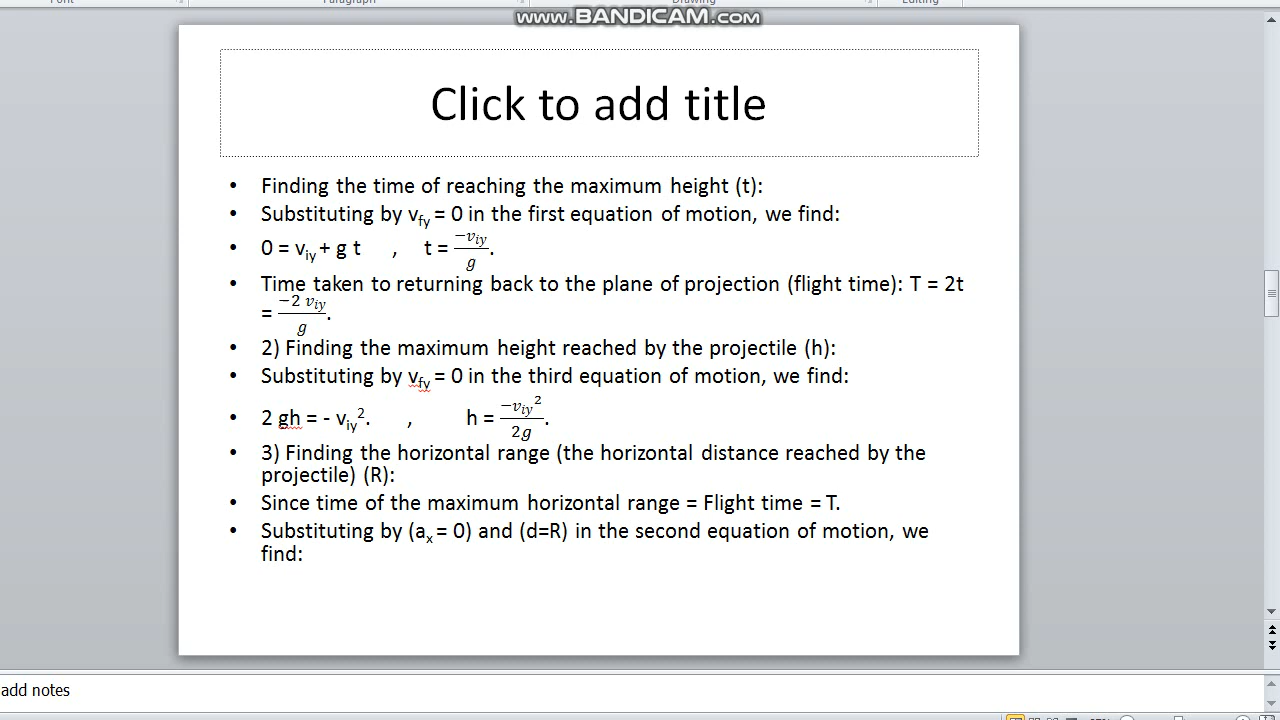 Font Paragraph Drawing Editing
www.BANDICAM.com
Click to add title
• Finding the time of reaching the maximum height (t):
• Substituting by vfy = 0 in the first equation of motion, we find:
• 0 = viy + g t , t = −viy/g.
• Time taken to returning back to the plane of projection (flight time): T = 2t
= −2 viy/g.
• 2) Finding the maximum height reached by the projectile (h):
• Substituting by vfy = 0 in the third equation of motion, we find:
• 2 gh = - viy². , h = −viy²/2g.
• 3) Finding the horizontal range (the horizontal distance reached by the
projectile) (R):
• Since time of the maximum horizontal range = Flight time = T.
• Substituting by (ax = 0) and (d=R) in the second equation of motion, we
find:
add notes